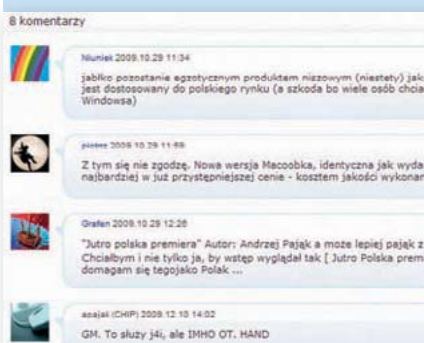 8 komentarzy
Niuniek 2009.10.29 11:34
jabłko pozostanie egzotycznym produktem niszowym (niestety) jak
jest dostosowany do polskiego rynku (a szkoda bo wiele osób chcia
Windowsa)
2009.10.29 11:59
Z tym się nie zgodzę. Nowa wersja Macoobka, identyczna jak wyda
najbardziej w już przystępniejszej cenie - kosztem jakości wykonan
Grafen 2009.10.29 12:28
"Jutro polska premiera" Autor: Andrzej Pająk a może lepiej pająk z
Chciałbym i nie tylko ja, by wstęp wyglądał tak [ Jutro Polska prem
domagam się tegojako Polak ...
apajak (CHIP) 2009.12.10 14:02
GM. To służy j4i, ale IMHO OT. HAND